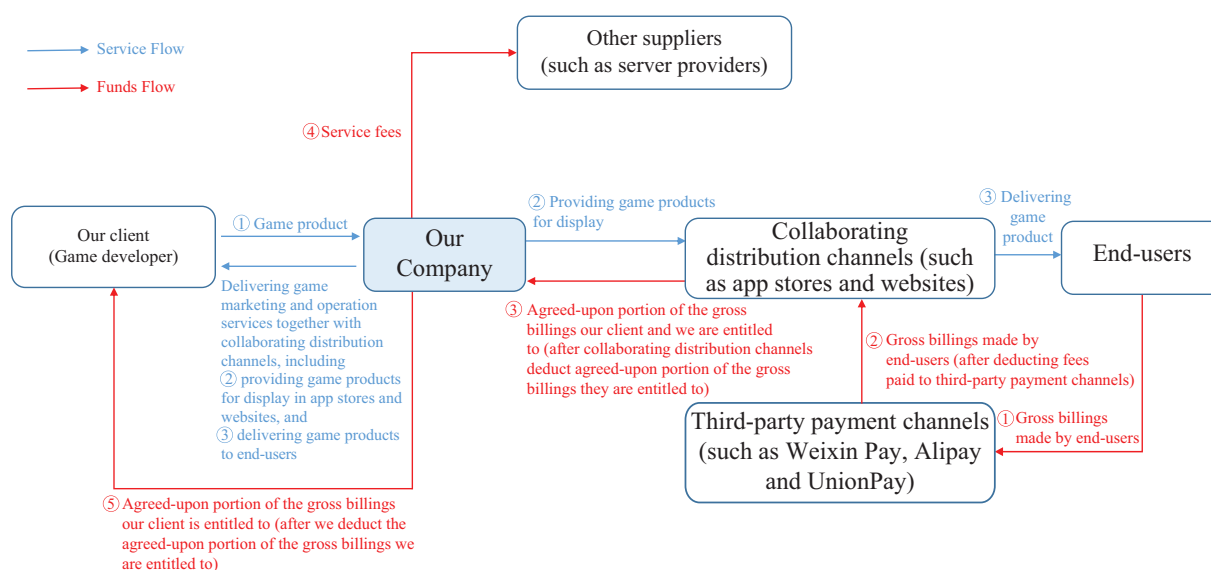 Service Flow
Funds Flow
Other suppliers
(such as server providers)
④Service fees
Our client
(Game developer)
① Game product
Delivering game
marketing and operation
services together with
collaborating distribution
channels, including
② providing game products
for display in app stores and
websites, and
③ delivering game products
to end-users
Our
Company
② Providing game products
for display
③ Agreed-upon portion of the gross
billings our client and we are entitled
to (after collaborating distribution channels
deduct agreed-upon portion of the gross
billings they are entitled to)
Collaborating
distribution channels (such
as app stores and websites)
③ Delivering
game
product
End-users
② Gross billings made by
end-users (after deducting fees
paid to third-party payment channels)
Third-party payment channels
(such as Weixin Pay, Alipay
and UnionPay)
① Gross billings
made by end-users
⑤ Agreed-upon portion of the gross billings
our client is entitled to (after we deduct the
agreed-upon portion of the gross billings we
are entitled to)